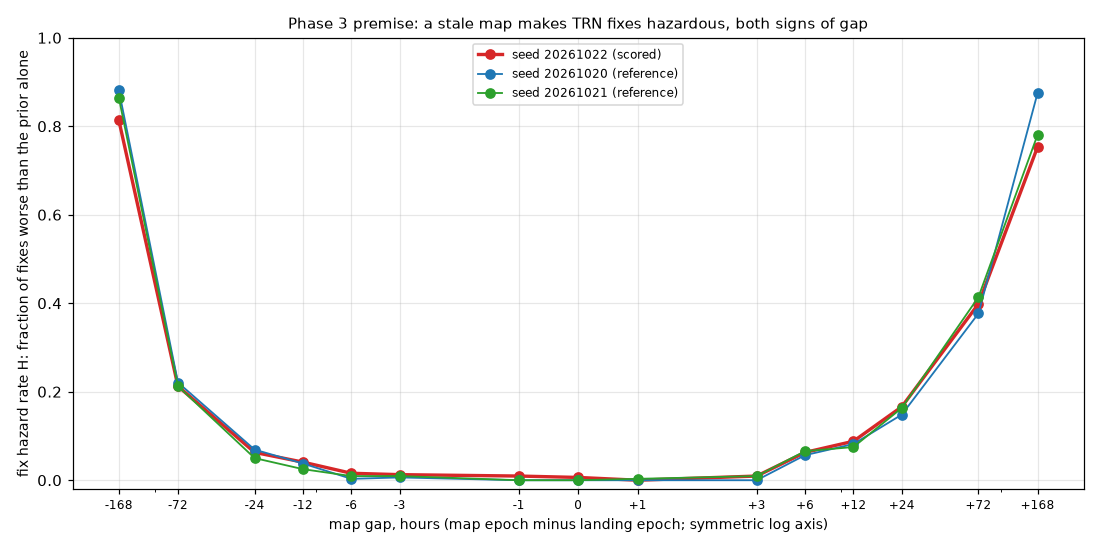 Phase 3 premise: a stale map makes TRN fixes hazardous, both signs of gap
seed 20261022 (scored)
seed 20261020 (reference)
seed 20261021 (reference)
fix hazard rate H: fraction of fixes worse than the prior alone
1.0
0.8
0.6
0.4
0.2
0.0
-168 -72 -24 -12 -6 -3 -1 0 +1 +3 +6 +12 +24 +72 +168
map gap, hours (map epoch minus landing epoch; symmetric log axis)